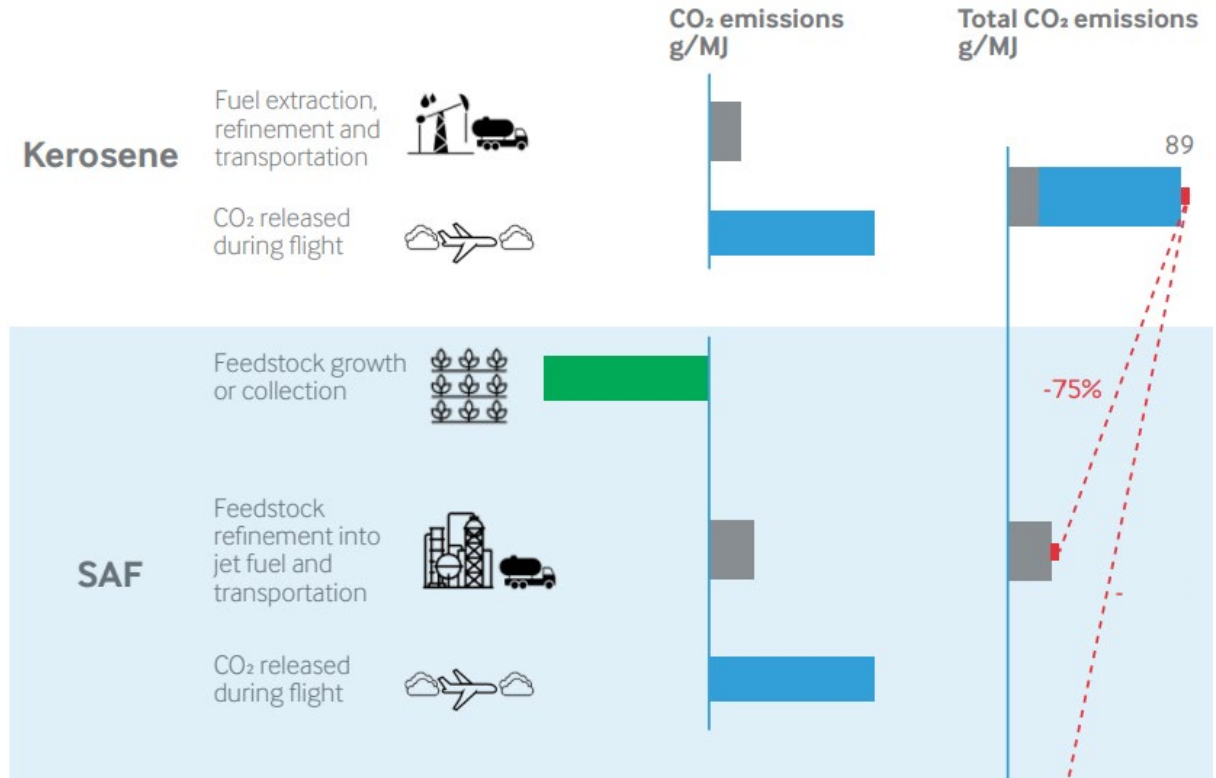 CO₂ emissions
g/MJ
Total CO₂ emissions
g/MJ
Kerosene
Fuel extraction,
refinement and
transportation
89
CO₂ released
during flight
Feedstock growth
or collection
-75%
SAF
Feedstock
refinement into
jet fuel and
transportation
-
CO₂ released
during flight